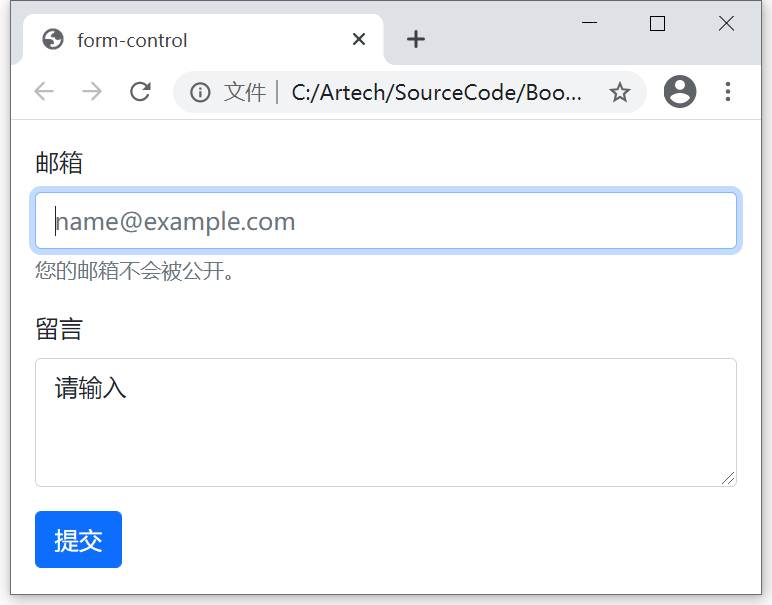 form-control
文件 | C:/Artech/SourceCode/Boo...
邮箱
name@example.com
您的邮箱不会被公开。
留言
请输入
提交